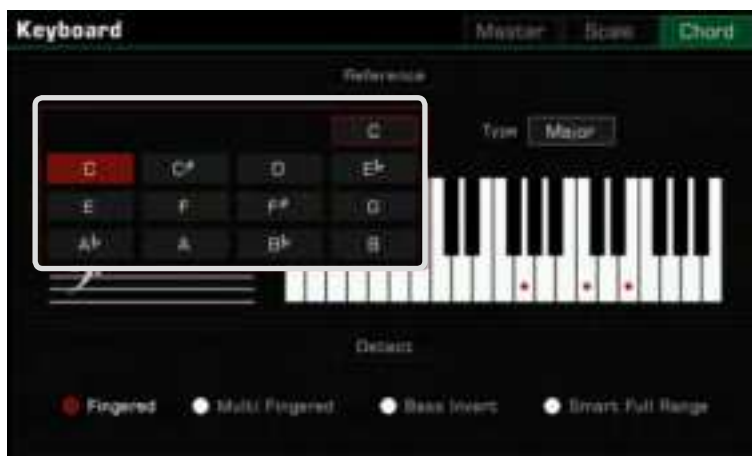 Keyboard Master Scale Chord
Reference
C Type Major
C C# D E♭
E F F# G
A♭ A B♭ B
Detect
Fingered Multi Fingered Bass Invert Smart Full Range